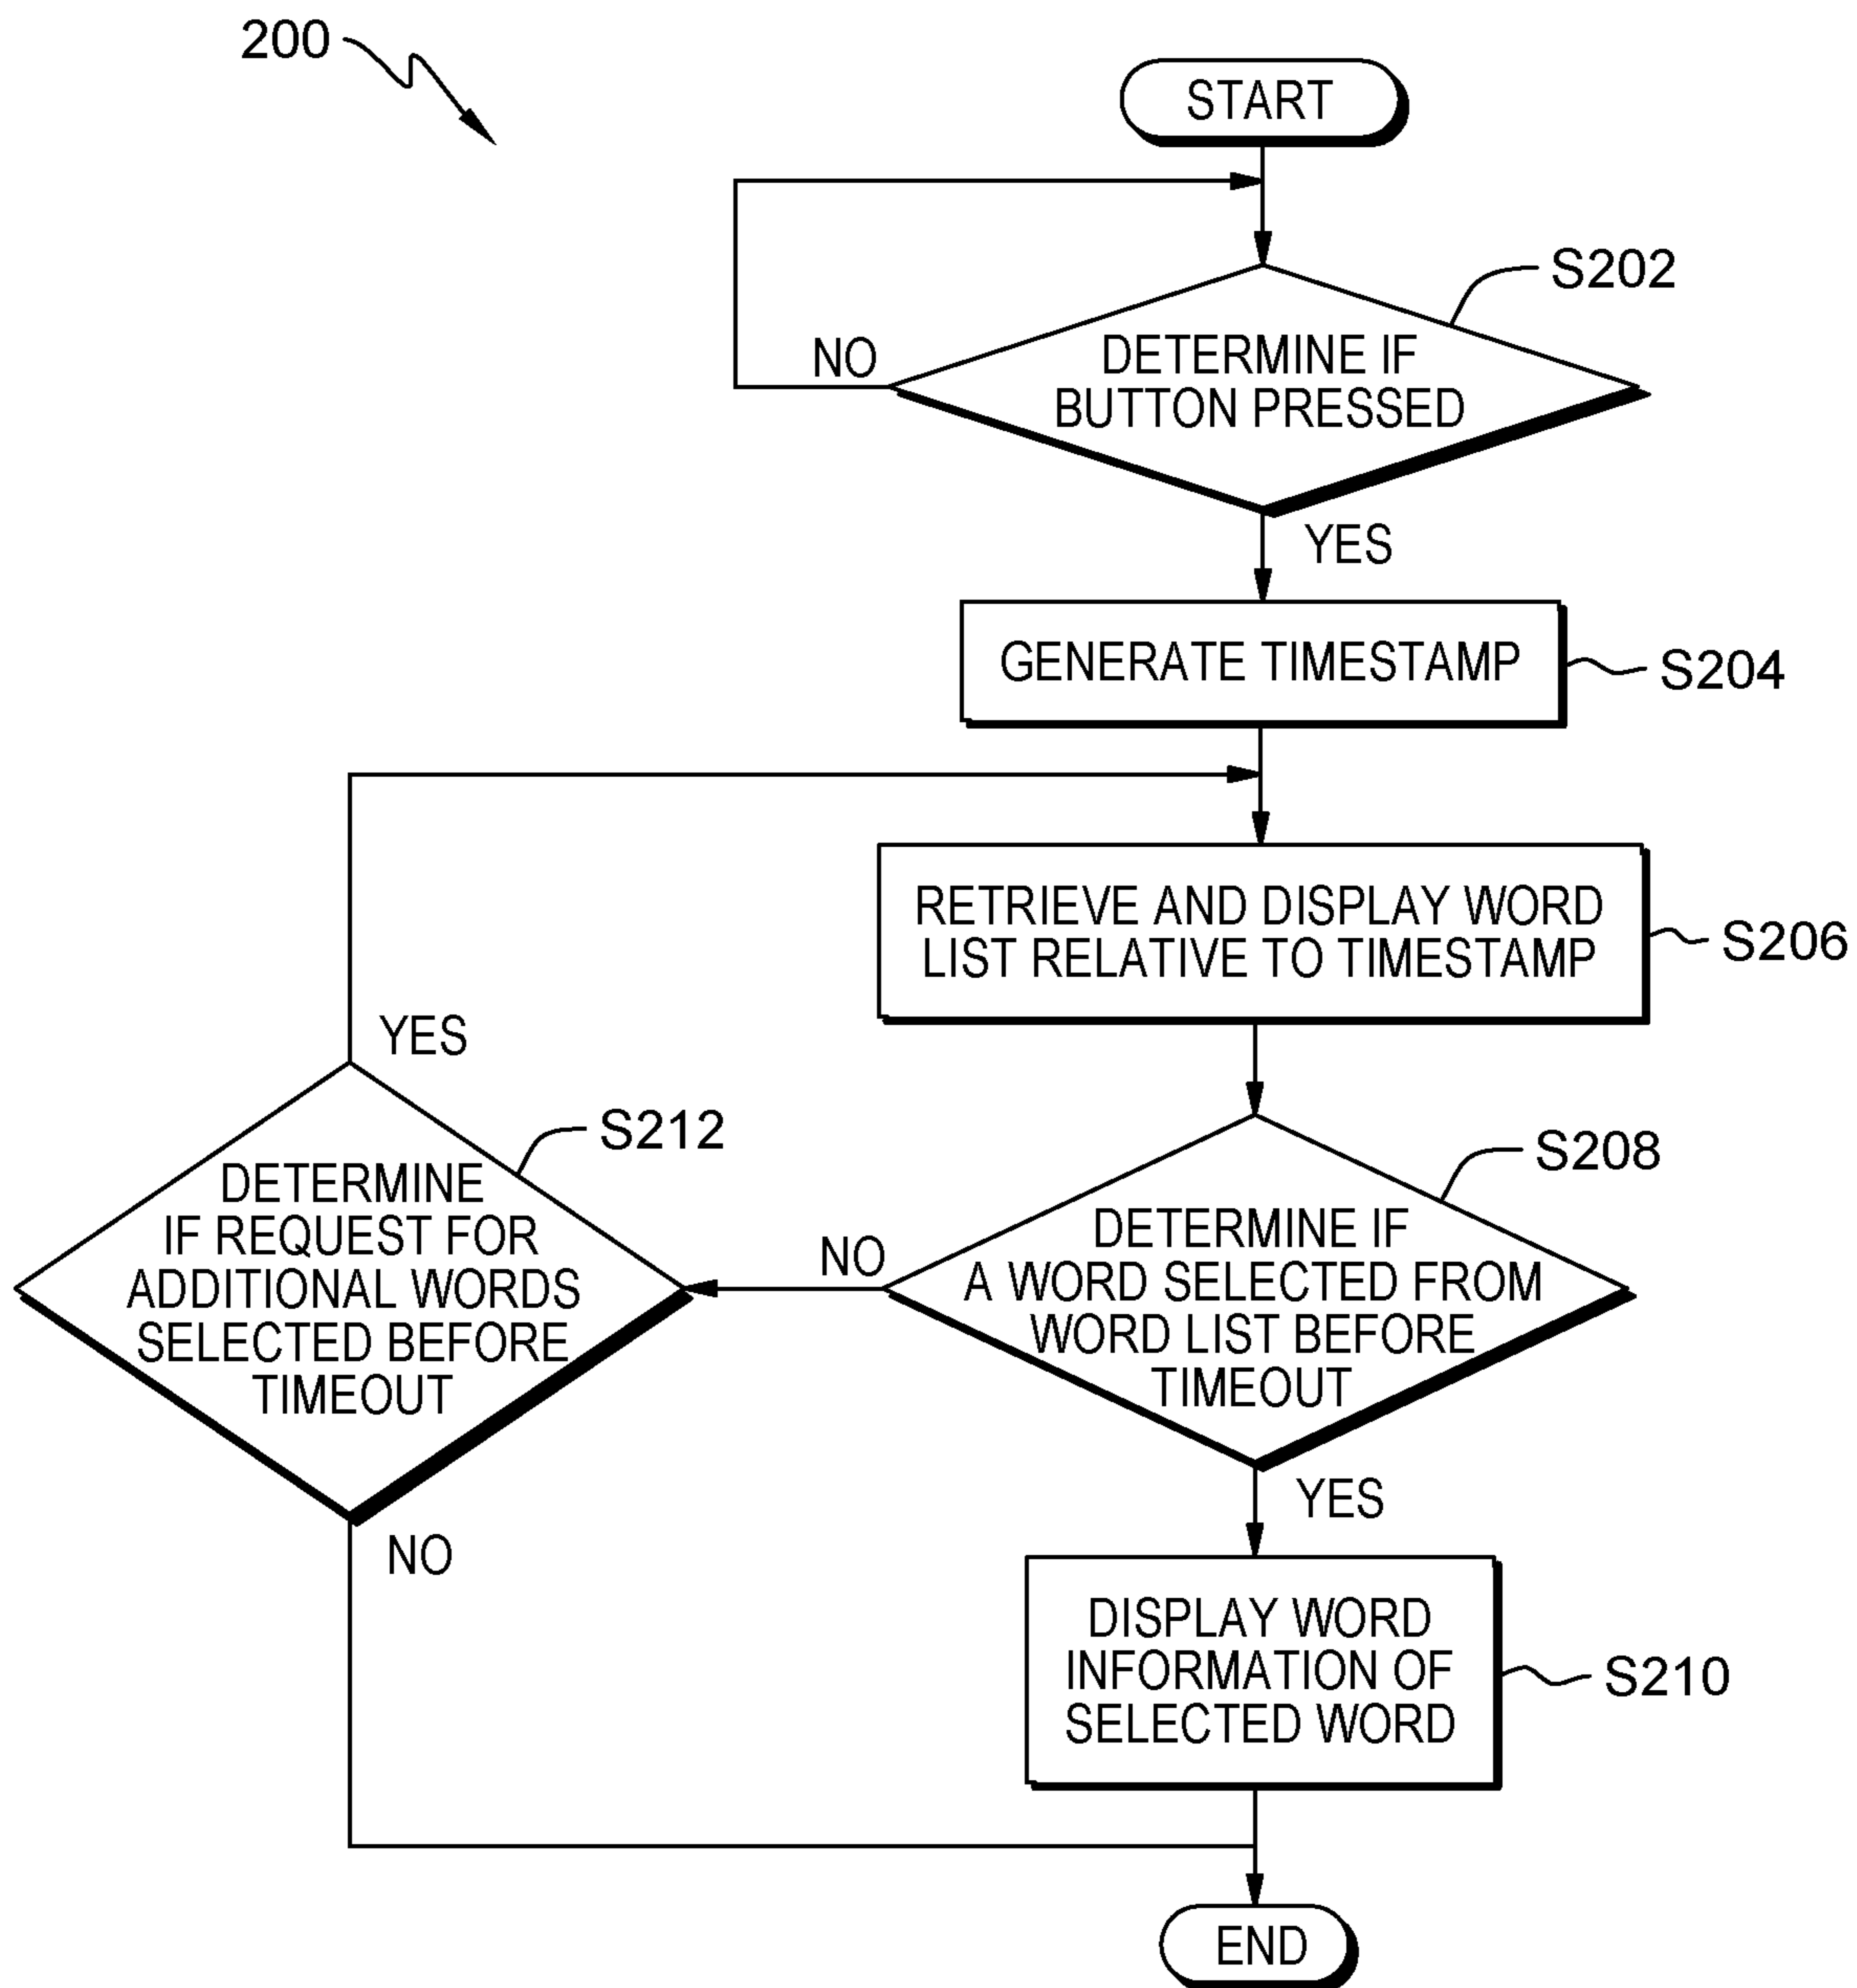 200
START
S202
NO
DETERMINE IF
BUTTON PRESSED
YES
GENERATE TIMESTAMP
S204
RETRIEVE AND DISPLAY WORD
LIST RELATIVE TO TIMESTAMP
S206
YES
S212
DETERMINE
IF REQUEST FOR
ADDITIONAL WORDS
SELECTED BEFORE
TIMEOUT
NO
NO
S208
DETERMINE IF
A WORD SELECTED FROM
WORD LIST BEFORE
TIMEOUT
YES
DISPLAY WORD
INFORMATION OF
SELECTED WORD
S210
END